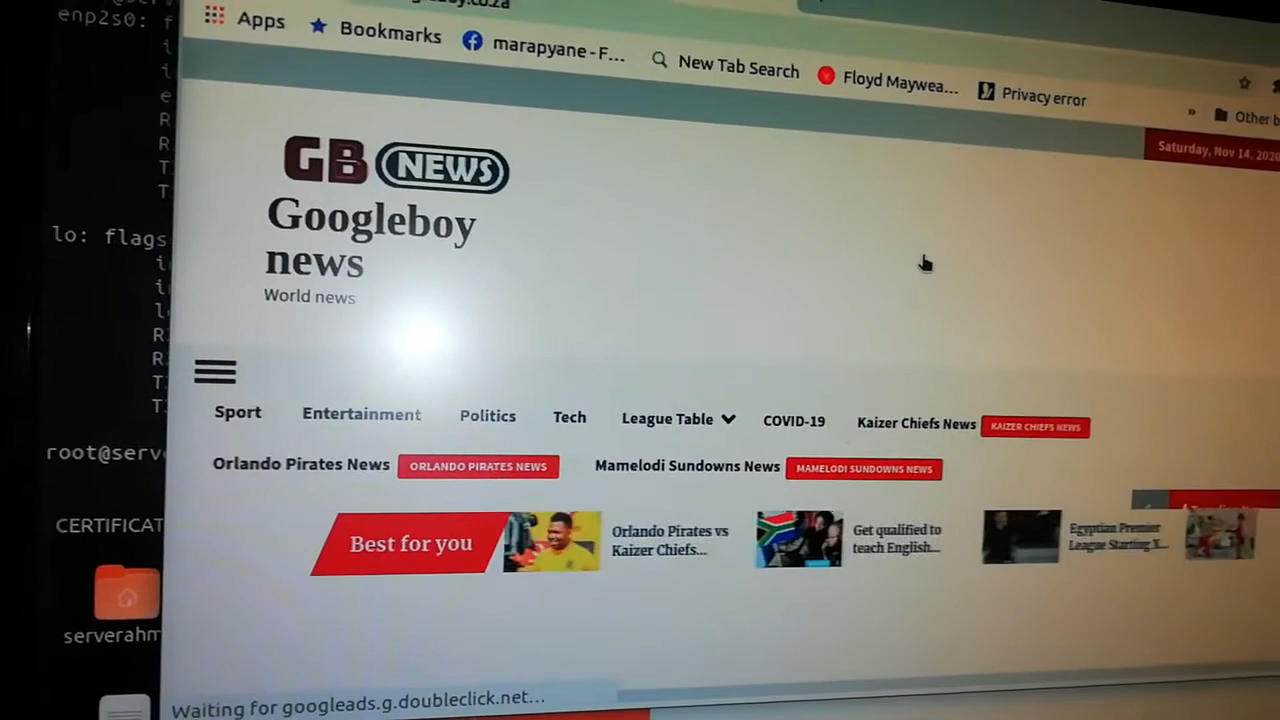 enp2s0: f
Apps
Bookmarks
marapyane - F...
New Tab Search
Floyd Maywea...
Privacy error
»
Other b
Saturday, Nov 14, 2020
GB NEWS
Googleboy
news
World news
lo: flags
Sport
Entertainment
Politics
Tech
League Table
COVID-19
Kaizer Chiefs News
KAIZER CHIEFS NEWS
root@serv
Orlando Pirates News
ORLANDO PIRATES NEWS
Mamelodi Sundowns News
MAMELODI SUNDOWNS NEWS
CERTIFICAT
Best for you
Orlando Pirates vs
Kaizer Chiefs...
Get qualified to
teach English...
Egyptian Premier
League Starting X...
serverahm
Waiting for googleads.g.doubleclick.net...